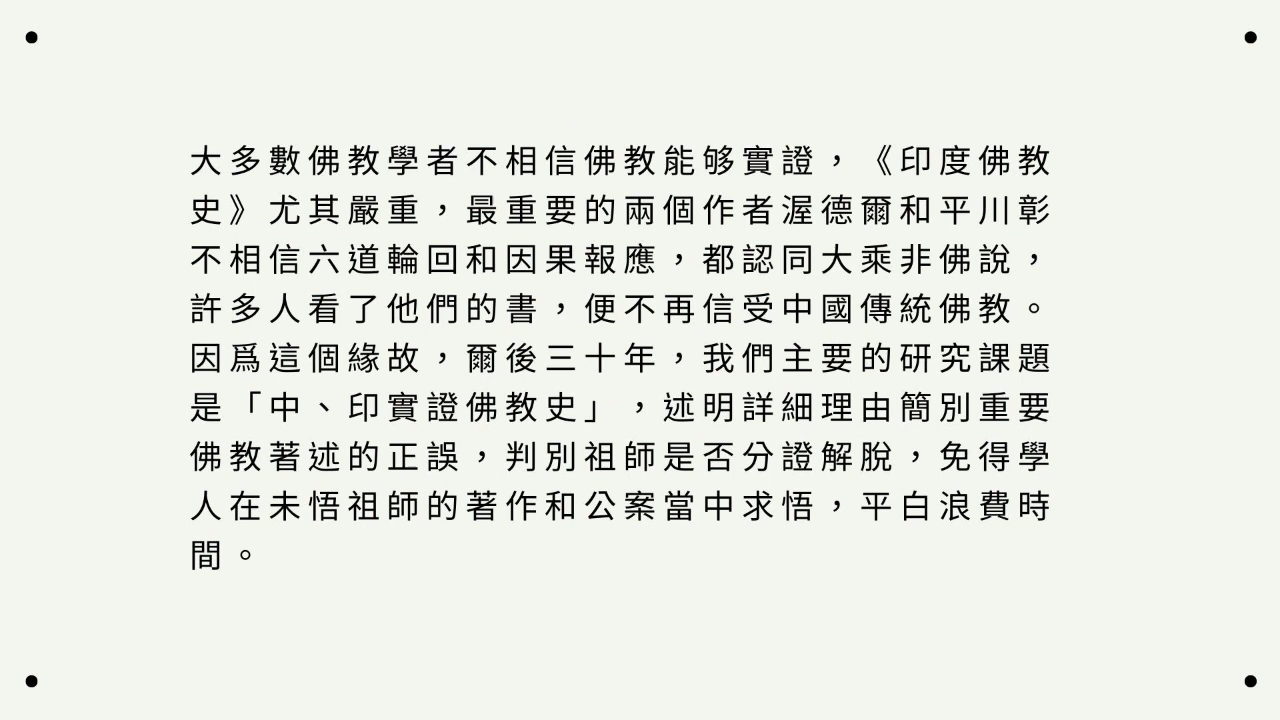 大多數佛教學者不相信佛教能够實證，《印度佛教
史》尤其嚴重，最重要的兩個作者渥德爾和平川彰
不相信六道輪回和因果報應，都認同大乘非佛說，
許多人看了他們的書，便不再信受中國傳統佛教。
因爲這個緣故，爾後三十年，我們主要的研究課題
是「中、印實證佛教史」，述明詳細理由簡別重要
佛教著述的正誤，判別祖師是否分證解脫，免得學
人在未悟祖師的著作和公案當中求悟，平白浪費時
間。